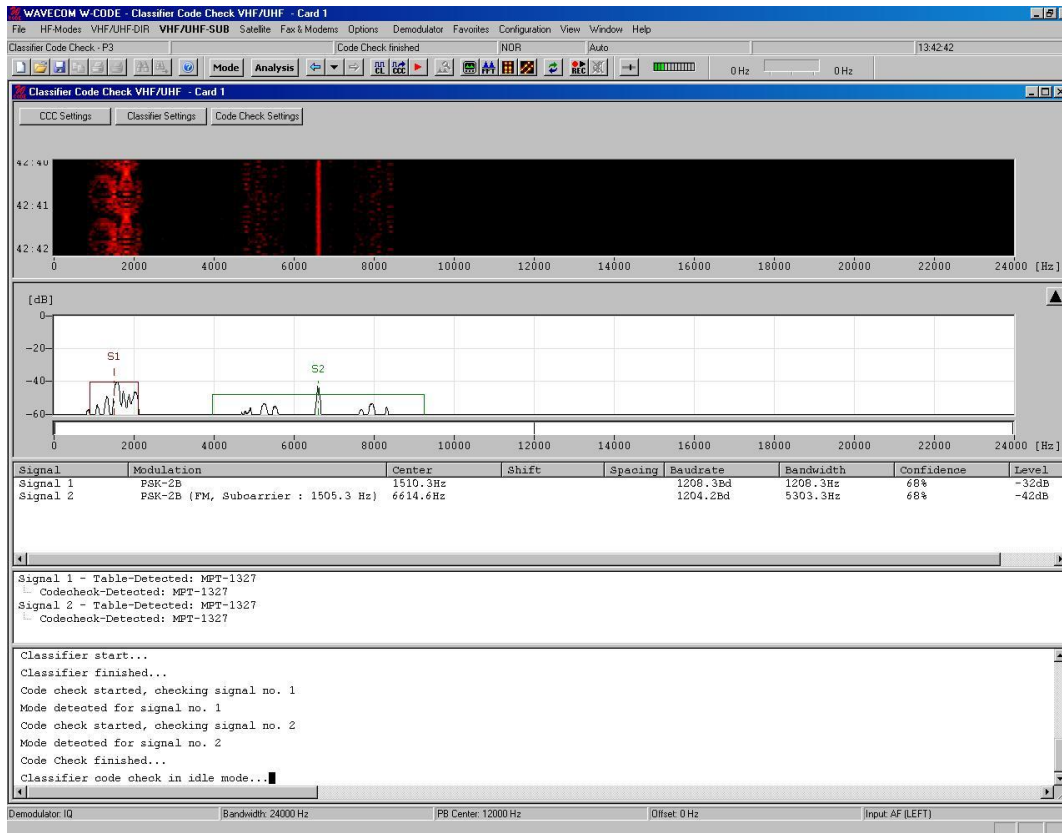 WAVECOM W-CODE - Classifier Code Check VHF/UHF - Card 1
File HF-Modes VHF/UHF-DIR VHF/UHF-SUB Satellite Fax & Modems Options Demodulator Favorites Configuration View Window Help
Classifier Code Check - P3 Code Check finished NOR Auto 13:42:42
Mode Analysis CL CCC REC 0 Hz 0 Hz
Classifier Code Check VHF/UHF - Card 1
CCC Settings Classifier Settings Code Check Settings
42:40
42:41
42:42
0 2000 4000 6000 8000 10000 12000 14000 16000 18000 20000 22000 24000 [Hz]
[dB]
0
-20
S1
S2
-40
-60
0 2000 4000 6000 8000 10000 12000 14000 16000 18000 20000 22000 24000 [Hz]
Signal Modulation Center Shift Spacing Baudrate Bandwidth Confidence Level
Signal 1 PSK-2B 1510.3Hz 1208.3Bd 1208.3Hz 68% -32dB
Signal 2 PSK-2B (FM, Subcarrier : 1505.3 Hz) 6614.6Hz 1204.2Bd 5303.3Hz 68% -42dB
Signal 1 - Table-Detected: MPT-1327
Codecheck-Detected: MPT-1327
Signal 2 - Table-Detected: MPT-1327
Codecheck-Detected: MPT-1327
Classifier start...
Classifier finished...
Code check started, checking signal no. 1
Mode detected for signal no. 1
Code check started, checking signal no. 2
Mode detected for signal no. 2
Code Check finished...
Classifier code check in idle mode...
Demodulator: IQ Bandwidth: 24000 Hz PB Center: 12000 Hz Offset: 0 Hz Input: AF (LEFT)